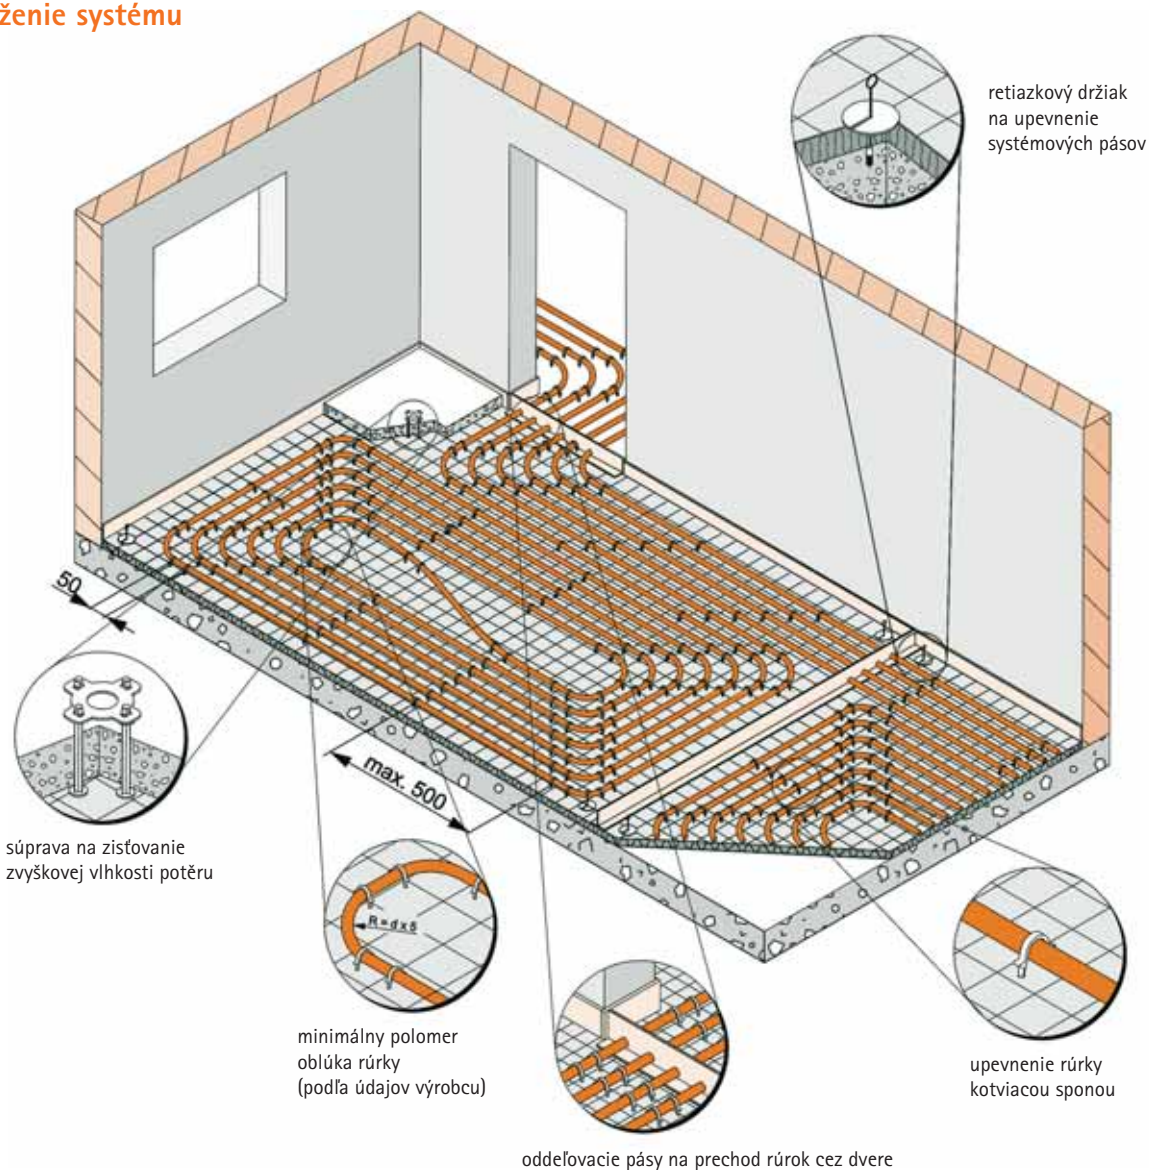 ženie systému
retiazkový držiak
na upevnenie
systémových pásov
50
max. 500
súprava na zisťovanie
zvyškovej vlhkosti potěru
R=dx5
minimálny polomer
oblúka rúrky
(podľa údajov výrobcu)
upevnenie rúrky
kotviacou sponou
oddeľovacie pásy na prechod rúrok cez dvere